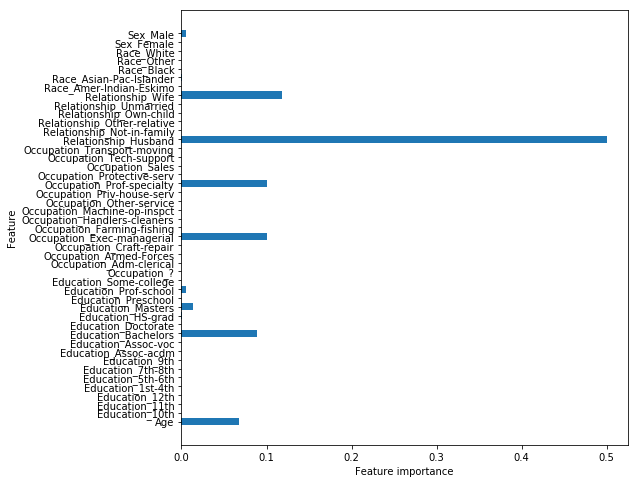 Sex_Male
Sex_Female
Race_White
Race_Other
Race_Black
Race_Asian-Pac-Islander
Race_Amer-Indian-Eskimo
Relationship_Wife
Relationship_Unmarried
Relationship_Own-child
Relationship_Other-relative
Relationship_Not-in-family
Relationship_Husband
Occupation_Transport-moving
Occupation_Tech-support
Occupation_Sales
Occupation_Protective-serv
Occupation_Prof-specialty
Occupation_Priv-house-serv
Occupation_Other-service
Occupation_Machine-op-inspct
Occupation_Handlers-cleaners
Occupation_Farming-fishing
Occupation_Exec-managerial
Occupation_Craft-repair
Occupation_Armed-Forces
Occupation_Adm-clerical
Occupation_?
Education_Some-college
Education_Prof-school
Education_Preschool
Education_Masters
Education_HS-grad
Education_Doctorate
Education_Bachelors
Education_Assoc-voc
Education_Assoc-acdm
Education_9th
Education_7th-8th
Education_5th-6th
Education_1st-4th
Education_12th
Education_11th
Education_10th
Age
Feature
0.0 0.1 0.2 0.3 0.4 0.5
Feature importance